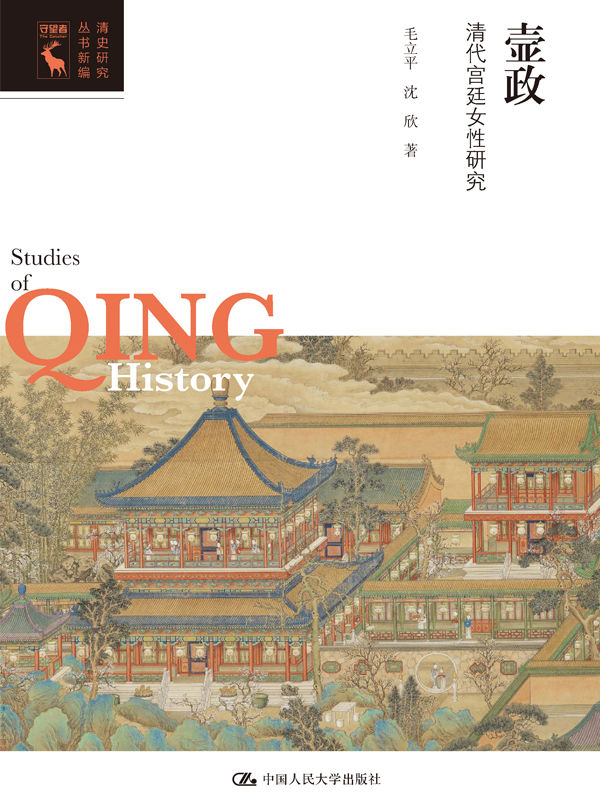 守望者
The Catcher
清史研究
丛书新编
壸政
清代宫廷女性研究
毛立平 沈 欣 著
Studies
of
QING
History
中国人民大学出版社